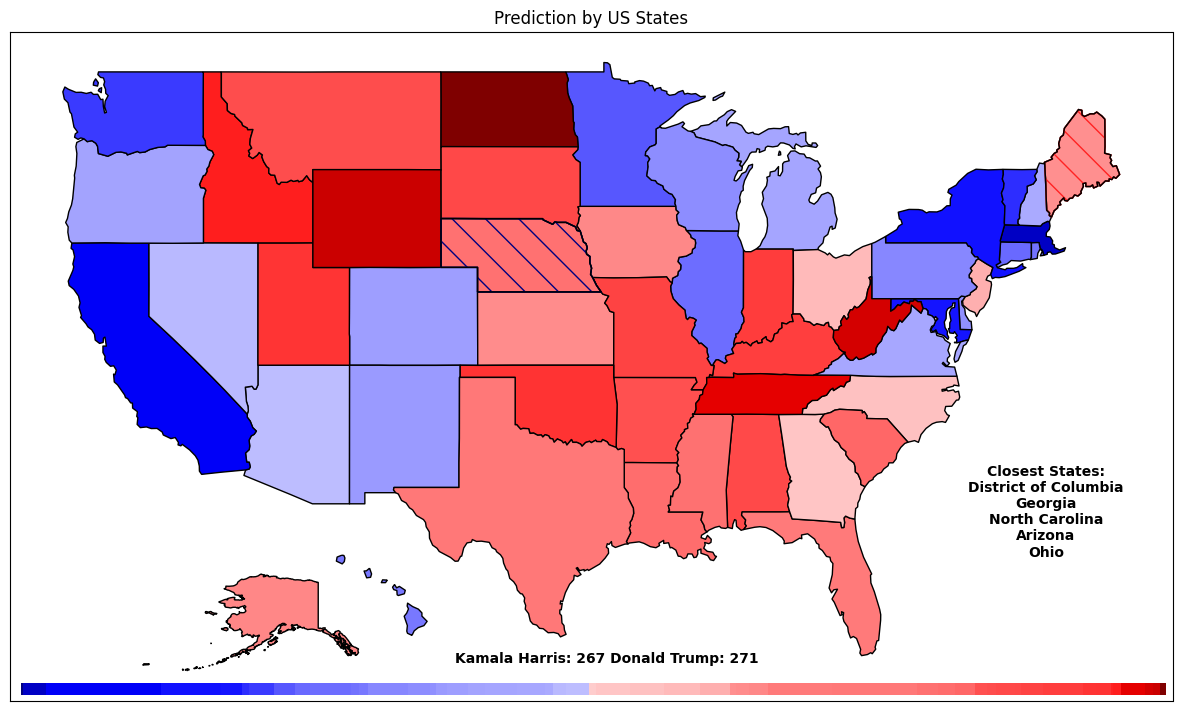 Prediction by US States
Closest States:
District of Columbia
Georgia
North Carolina
Arizona
Ohio
Kamala Harris: 267 Donald Trump: 271